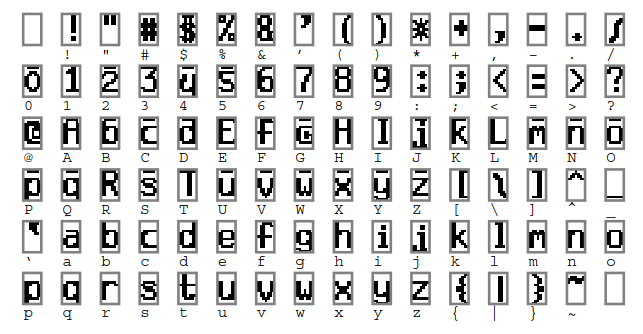 ! " # $ % & ' ( ) * + , - . /
! " # $ % & ' ( ) * + , - . /
0̅ 1 2̅ 3 4̅ 5̅ 6̅ 7 8 9 : ; < = > ?
0 1 2 3 4 5 6 7 8 9 : ; < = > ?
@ A b̅ c̅ d̅ E f̅ G̅ H I j̅ k̅ L m̅ n̅ o̅
@ A B C D E F G H I J K L M N O
p̅ q̅ R s̅ T u̅ v̅ w̅ x̅ y̅ z̅ [ \ ] ^ _
P Q R S T U V W X Y Z [ \ ] ^ _
` a b c d e f g h i j k l m n o
` a b c d e f g h i j k l m n o
p q r s t u v w x y z { | } ~
p q r s t u v w x y z { | } ~